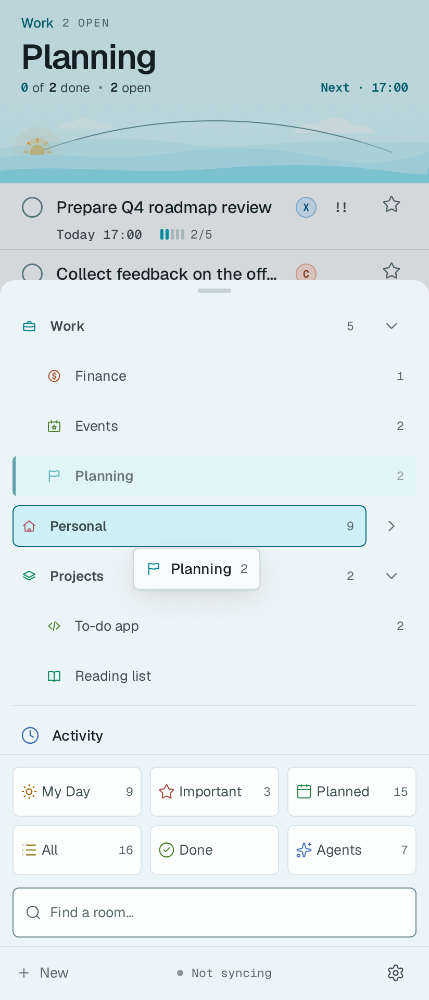 Work 2 OPEN
Planning
0 of 2 done • 2 open
Next · 17:00
Prepare Q4 roadmap review X !!
Today 17:00 2/5
Collect feedback on the off… C
Work 5
Finance 1
Events 2
Planning 2
Personal 9
Planning 2
Projects 2
To-do app 2
Reading list
Activity
My Day 9
Important 3
Planned 15
All 16
Done
Agents 7
Find a room…
+ New
Not syncing